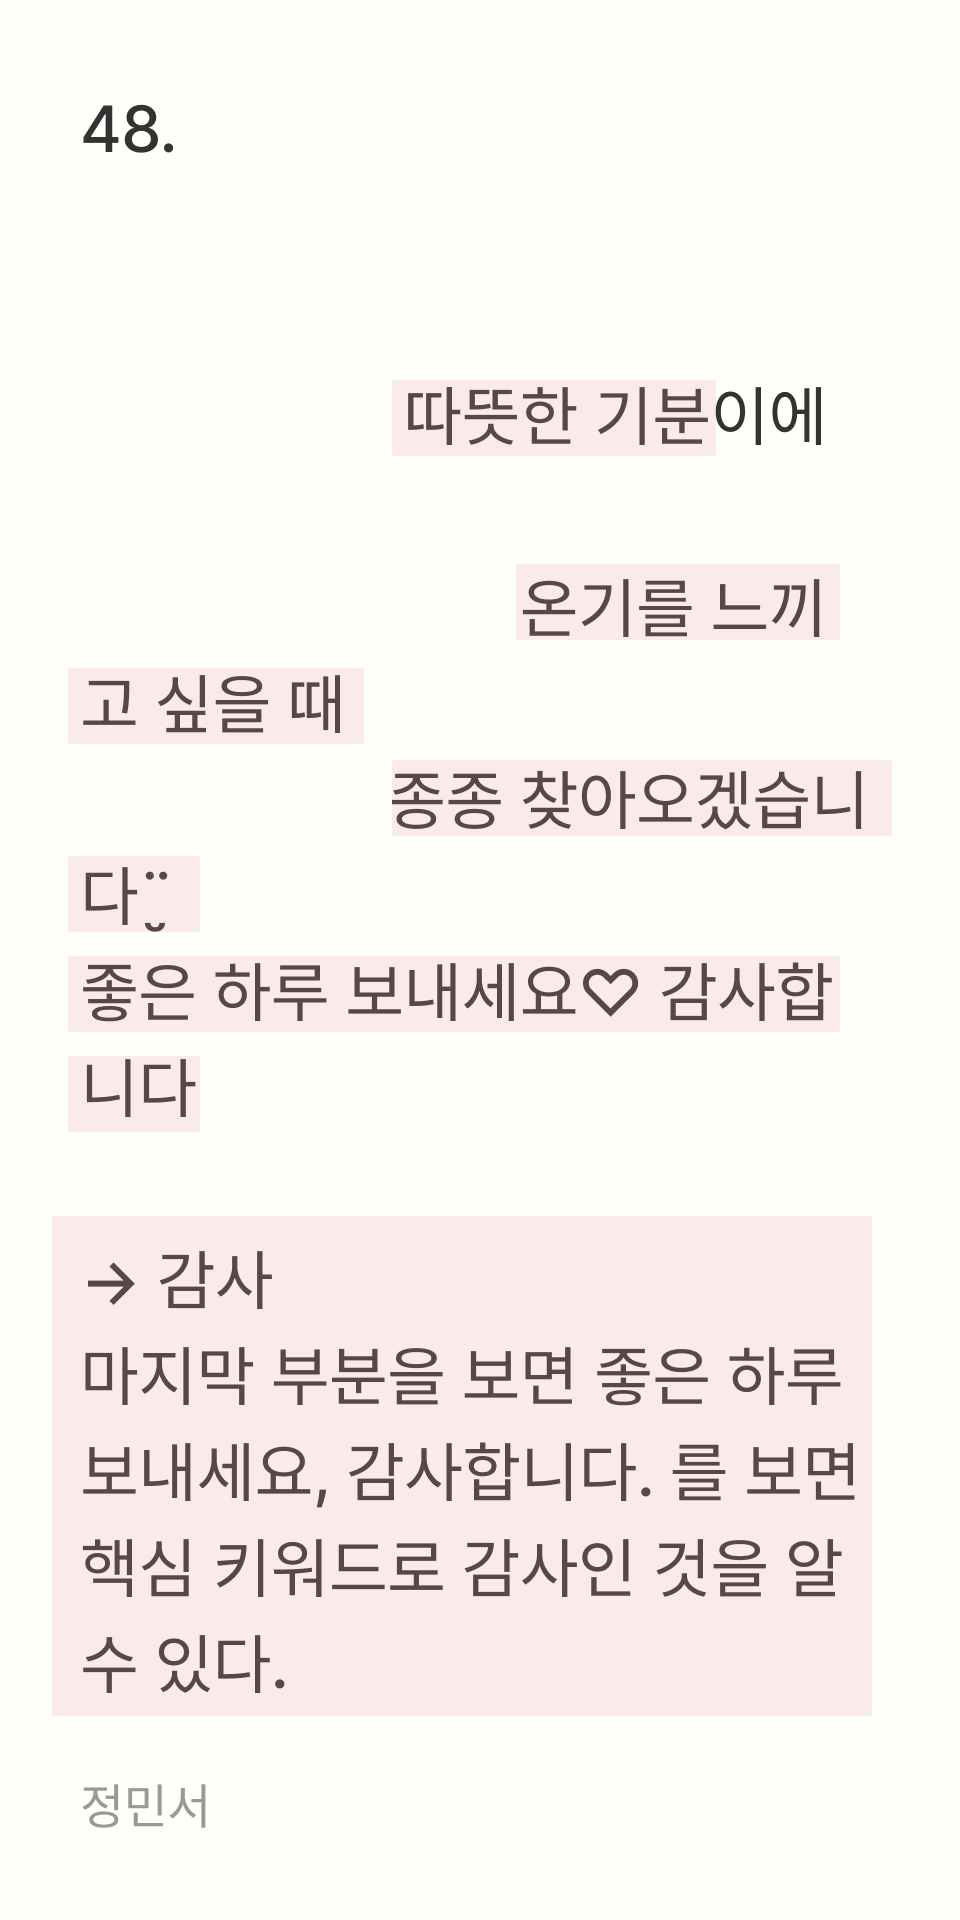 48.
따뜻한 기분이에
온기를 느끼
고 싶을 때
종종 찾아오겠습니
다¨̮
좋은 하루 보내세요♡ 감사합
니다
→ 감사
마지막 부분을 보면 좋은 하루
보내세요, 감사합니다. 를 보면
핵심 키워드로 감사인 것을 알
수 있다.
정민서